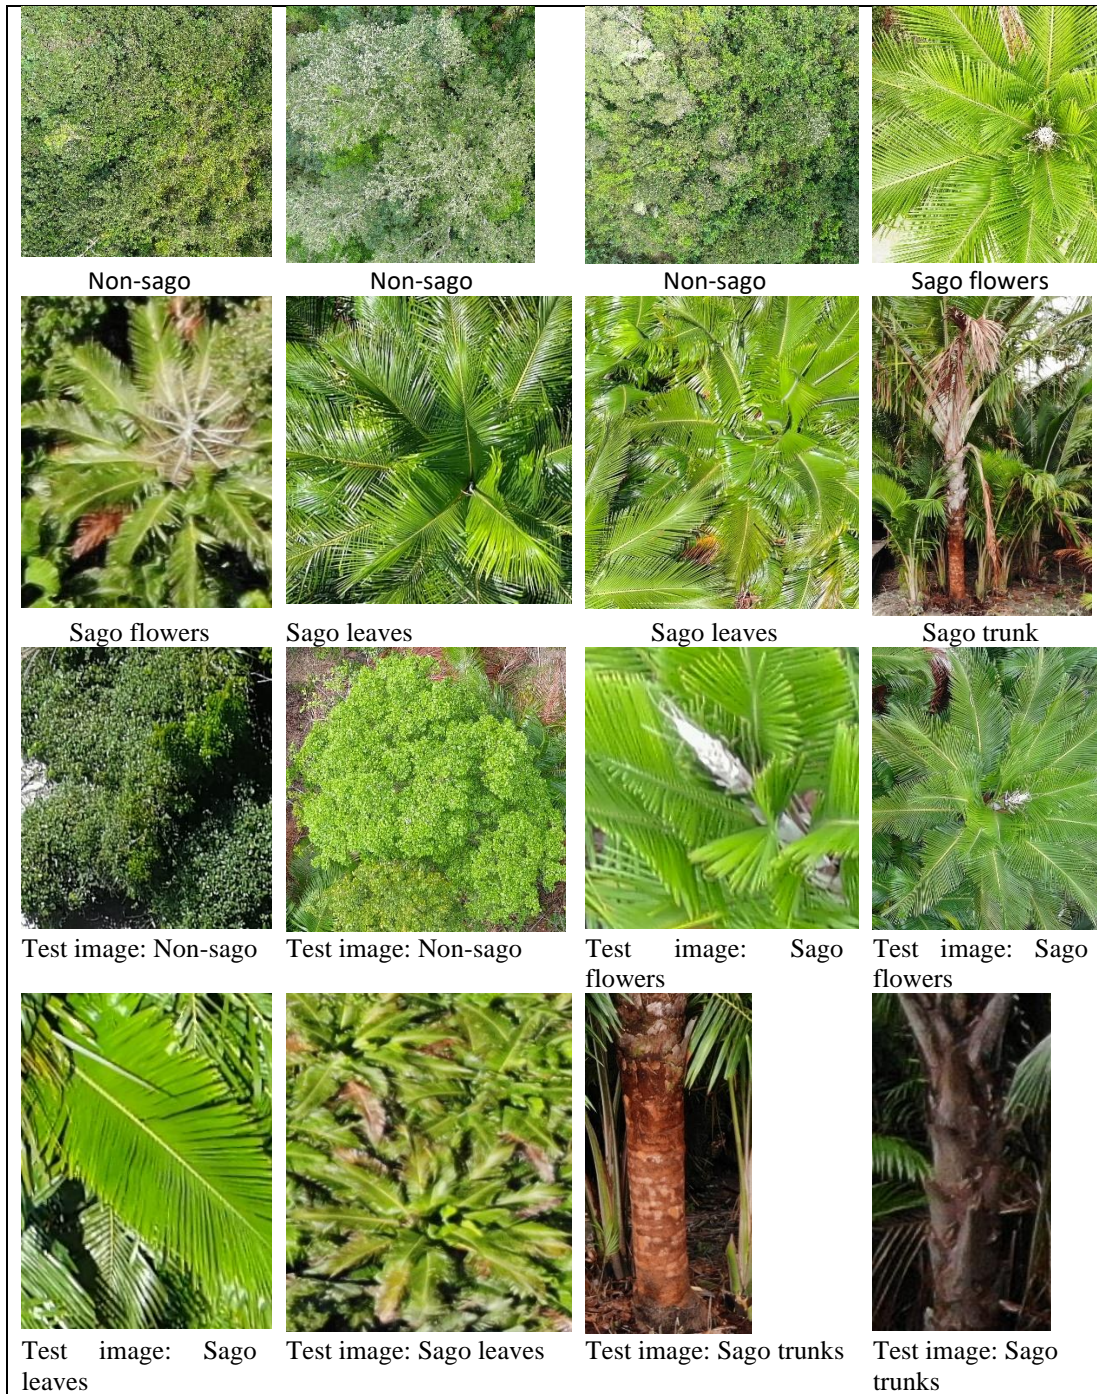 Non-sago
Non-sago
Non-sago
Sago flowers
Sago flowers
Sago leaves
Sago leaves
Sago trunk
Test image: Non-sago
Test image: Non-sago
Test image: Sago
flowers
Test image: Sago
flowers
Test image: Sago
leaves
Test image: Sago leaves
Test image: Sago trunks
Test image: Sago
trunks